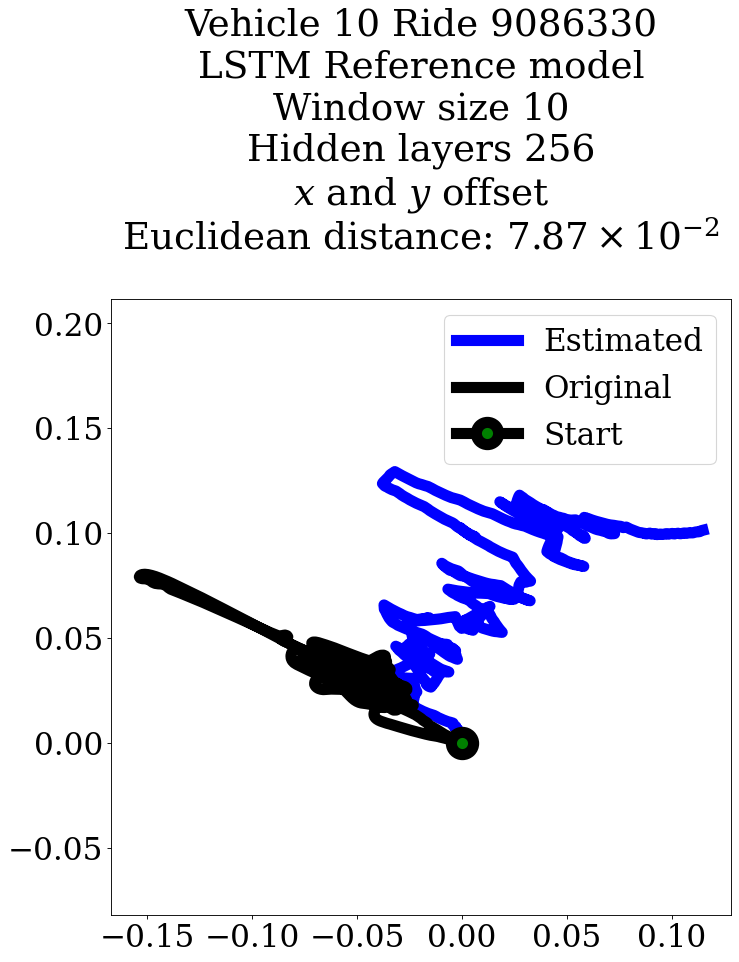 Vehicle 10 Ride 9086330
LSTM Reference model
Window size 10
Hidden layers 256
x and y offset
Euclidean distance: 7.87 × 10⁻²
Estimated
Original
Start
0.20
0.15
0.10
0.05
0.00
−0.05
−0.15 −0.10 −0.05 0.00 0.05 0.10